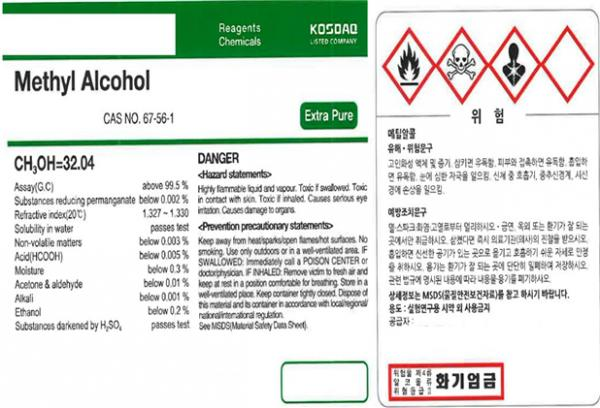 Reagents
Chemicals
KOSDAQ
LISTED COMPANY
Methyl Alcohol
CAS NO. 67-56-1
Extra Pure
CH3OH=32.04
Assay(G.C) above 99.5 %
Substances reducing permanganate below 0.002 %
Refractive index(20℃) 1.327 ~ 1.330
Solubility in water passes test
Non-volatile matters below 0.003 %
Acid(HCOOH) below 0.005 %
Moisture below 0.3 %
Acetone & aldehyde below 0.01 %
Alkali below 0.001 %
Ethanol below 0.2 %
Substances darkened by H2SO4 passes test
DANGER
<Hazard statements>
Highly flammable liquid and vapour. Toxic if swallowed. Toxic
in contact with skin. Toxic if inhaled. Causes serious eye
irritation. Causes damage to organs.
<Prevention precautionary statements>
Keep away from heat/sparks/open flames/hot surfaces. No
smoking. Use only outdoors or in a well-ventilated area. IF
SWALLOWED: Immediately call a POISON CENTER or
doctor/physician. IF INHALED: Remove victim to fresh air and
keep at rest in a position comfortable for breathing. Store in a
well-ventilated place. Keep container tightly closed. Dispose of
this material and its container in accordance with local/regional/
national/international regulation.
See MSDS(Material Safety Data Sheet).
위 험
메틸알콜
유해·위험문구
고인화성 액체 및 증기. 삼키면 유독함. 피부와 접촉하면 유독함. 흡입하
면 유독함. 눈에 심한 자극을 일으킴. 신체 중 호흡기, 중추신경계, 시신
경에 손상을 일으킴.
예방조치문구
열·스파크·화염·고열로부터 멀리하시오 - 금연. 옥외 또는 환기가 잘 되는
곳에서만 취급하시오. 삼켰다면 즉시 의료기관(의사)의 진찰을 받으시오.
흡입하면 신선한 공기가 있는 곳으로 옮기고 호흡하기 쉬운 자세로 안정
을 취하시오. 용기는 환기가 잘 되는 곳에 단단히 밀폐하여 저장하시오.
관련 법규에 명시된 내용에 따라 내용물 용기를 폐기하시오.
상세정보는 MSDS(물질안전보건자료)를 참고 하시기 바랍니다.
용도 : 실험연구용 시약 외 사용금지
공급자 :
위험물 제4류
알코올류
위험등급 II
화기엄금